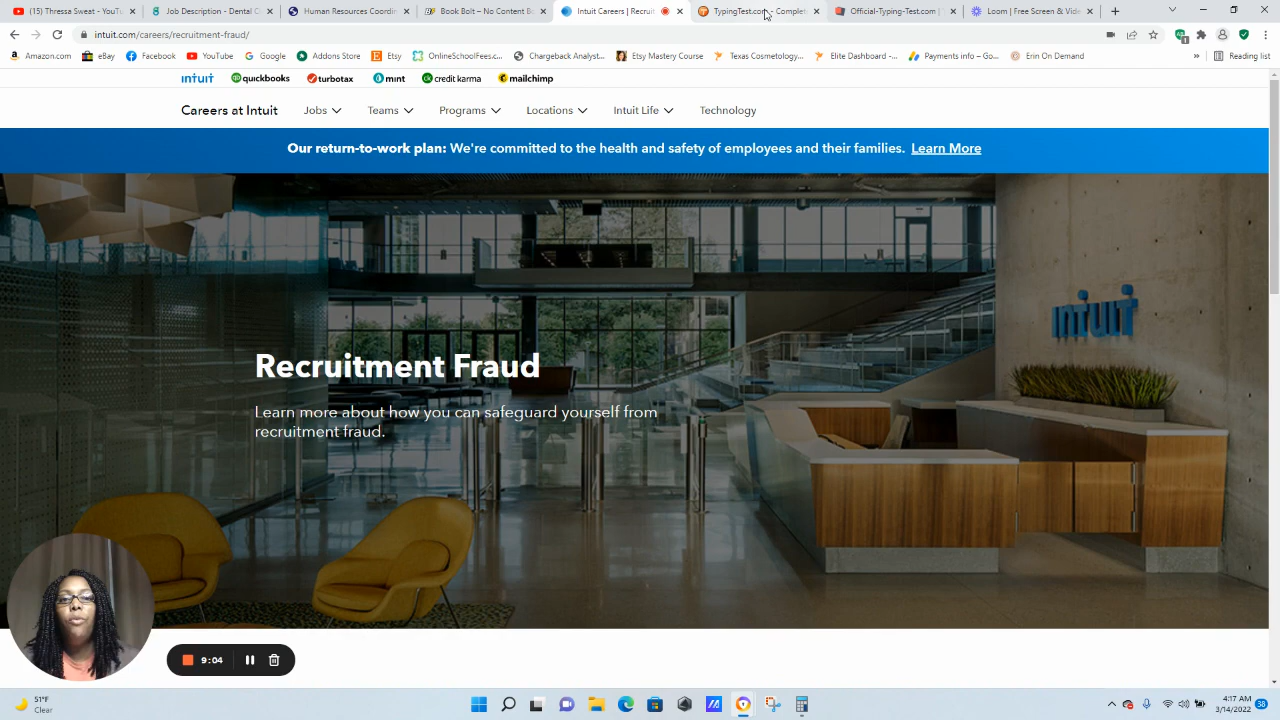 (15) Thressa Sweat - YouTu
Job Description - Dental C
Human Resources Coordin
Code Bolt – No Content B
Intuit Careers | Recruit
TypingTest.com - Complet
Official-Typing-Test.com |
Loom | Free Screen & Vide
intuit.com/careers/recruitment-fraud/
Amazon.com
eBay
Facebook
YouTube
Google
Addons Store
Etsy
OnlineSchoolFees.c...
Chargeback Analyst...
Etsy Mastery Course
Texas Cosmetology...
Elite Dashboard -...
Payments info – Go...
Erin On Demand
»
Reading list
INTUIT
quickbooks
turbotax
mint
credit karma
mailchimp
Careers at Intuit
Jobs
Teams
Programs
Locations
Intuit Life
Technology
Our return-to-work plan: We're committed to the health and safety of employees and their families. Learn More
INTUIT
Recruitment Fraud
Learn more about how you can safeguard yourself from
recruitment fraud.
9:04
51°F
Clear
4:17 AM
3/14/2022